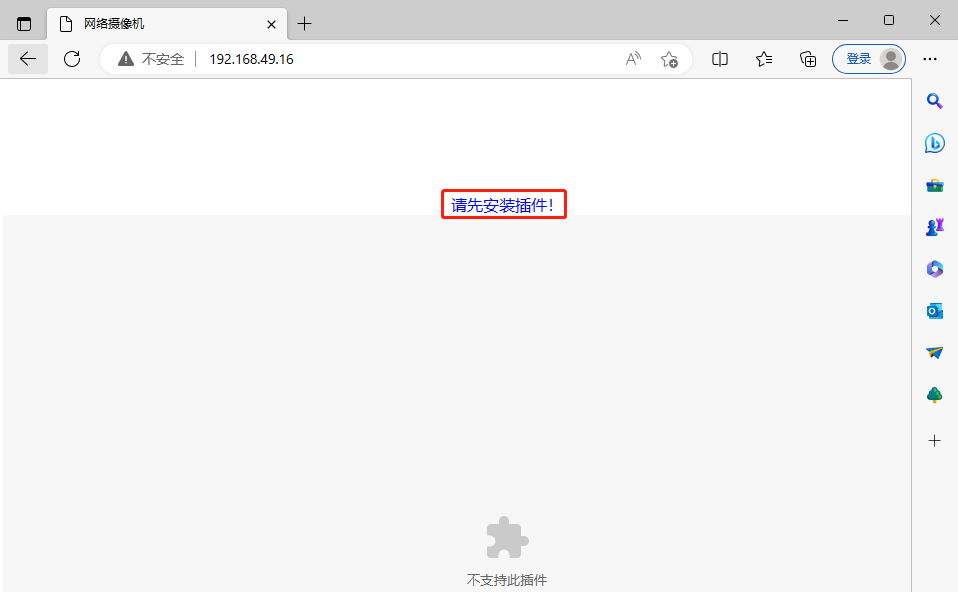 网络摄像机
不安全
192.168.49.16
登录
请先安装插件!
不支持此插件